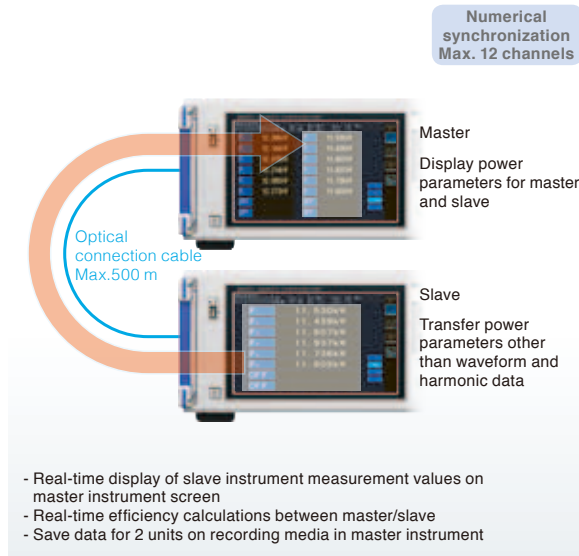 Numerical
synchronization
Max. 12 channels
Master
Display power
parameters for master
and slave
Optical
connection cable
Max.500 m
Slave
Transfer power
parameters other
than waveform and
harmonic data
OFF
OFF
- Real-time display of slave instrument measurement values on
master instrument screen
- Real-time efficiency calculations between master/slave
- Save data for 2 units on recording media in master instrument